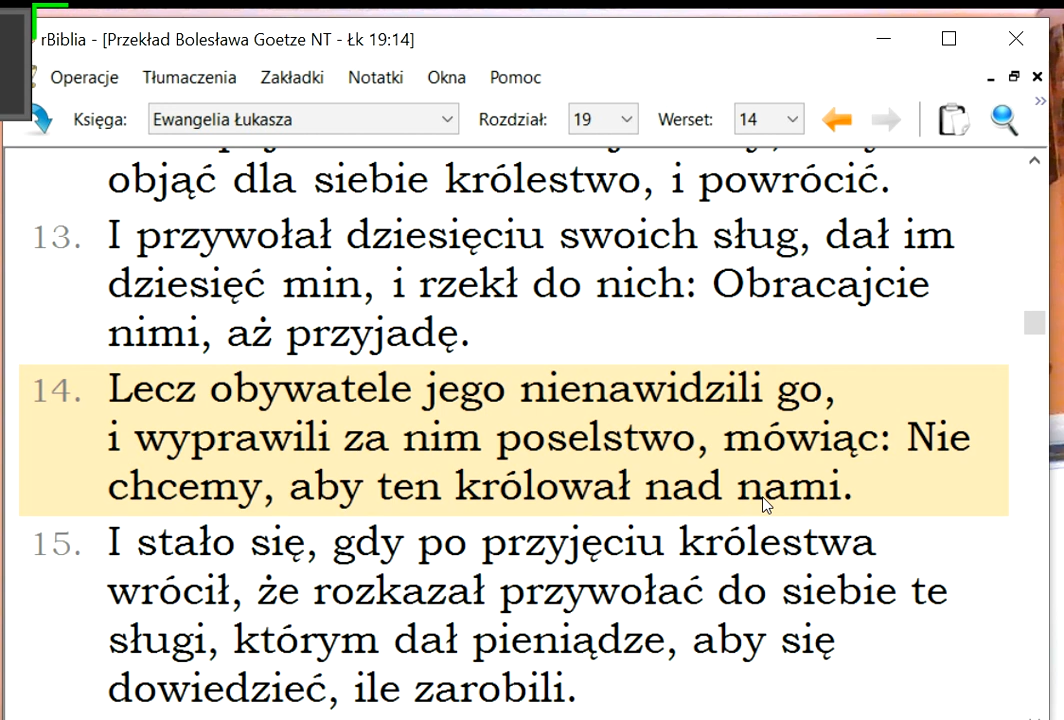 rBiblia - [Przekład Bolesława Goetze NT - Łk 19:14]
Operacje Tłumaczenia Zakładki Notatki Okna Pomoc
Księga: Ewangelia Łukasza Rozdział: 19 Werset: 14
objąć dla siebie królestwo, i powrócić.
13. I przywołał dziesięciu swoich sług, dał im
dziesięć min, i rzekł do nich: Obracajcie
nimi, aż przyjadę.
14. Lecz obywatele jego nienawidzili go,
i wyprawili za nim poselstwo, mówiąc: Nie
chcemy, aby ten królował nad nami.
15. I stało się, gdy po przyjęciu królestwa
wrócił, że rozkazał przywołać do siebie te
sługi, którym dał pieniądze, aby się
dowiedzieć, ile zarobili.